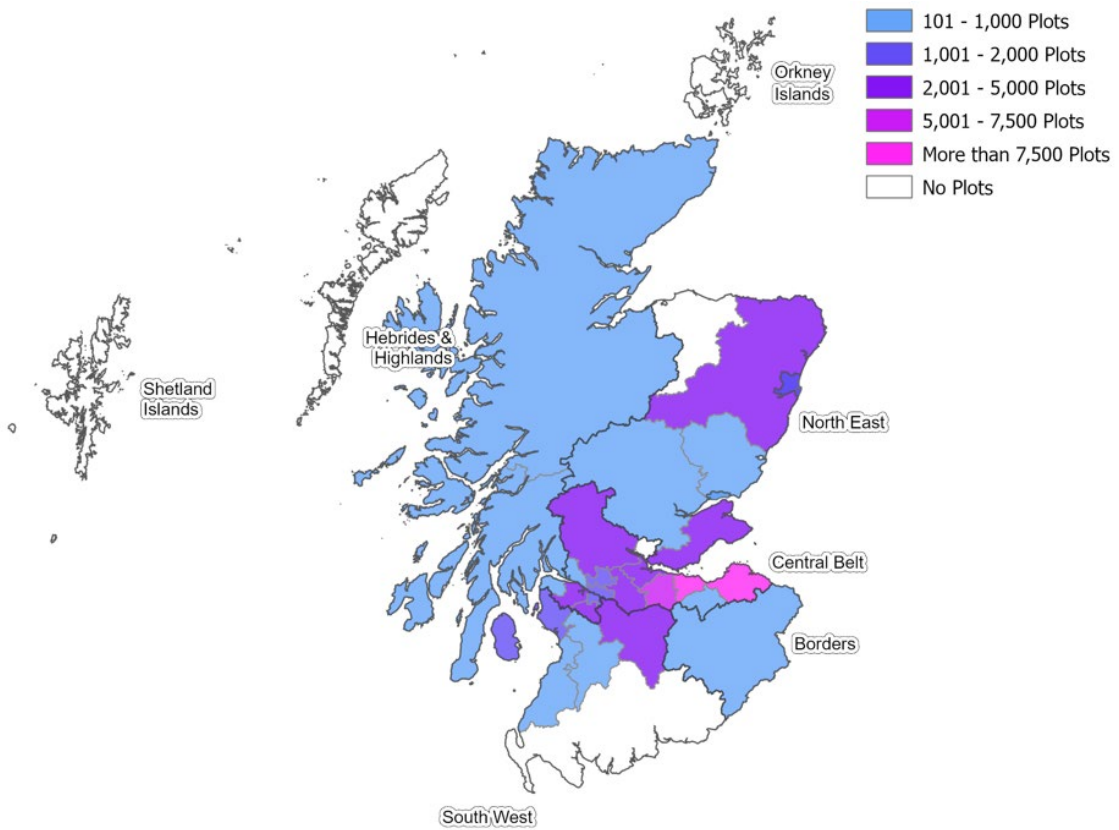 101 - 1,000 Plots
1,001 - 2,000 Plots
2,001 - 5,000 Plots
5,001 - 7,500 Plots
More than 7,500 Plots
No Plots
Orkney
Islands
Hebrides &
Highlands
Shetland
Islands
North East
Central Belt
Borders
South West